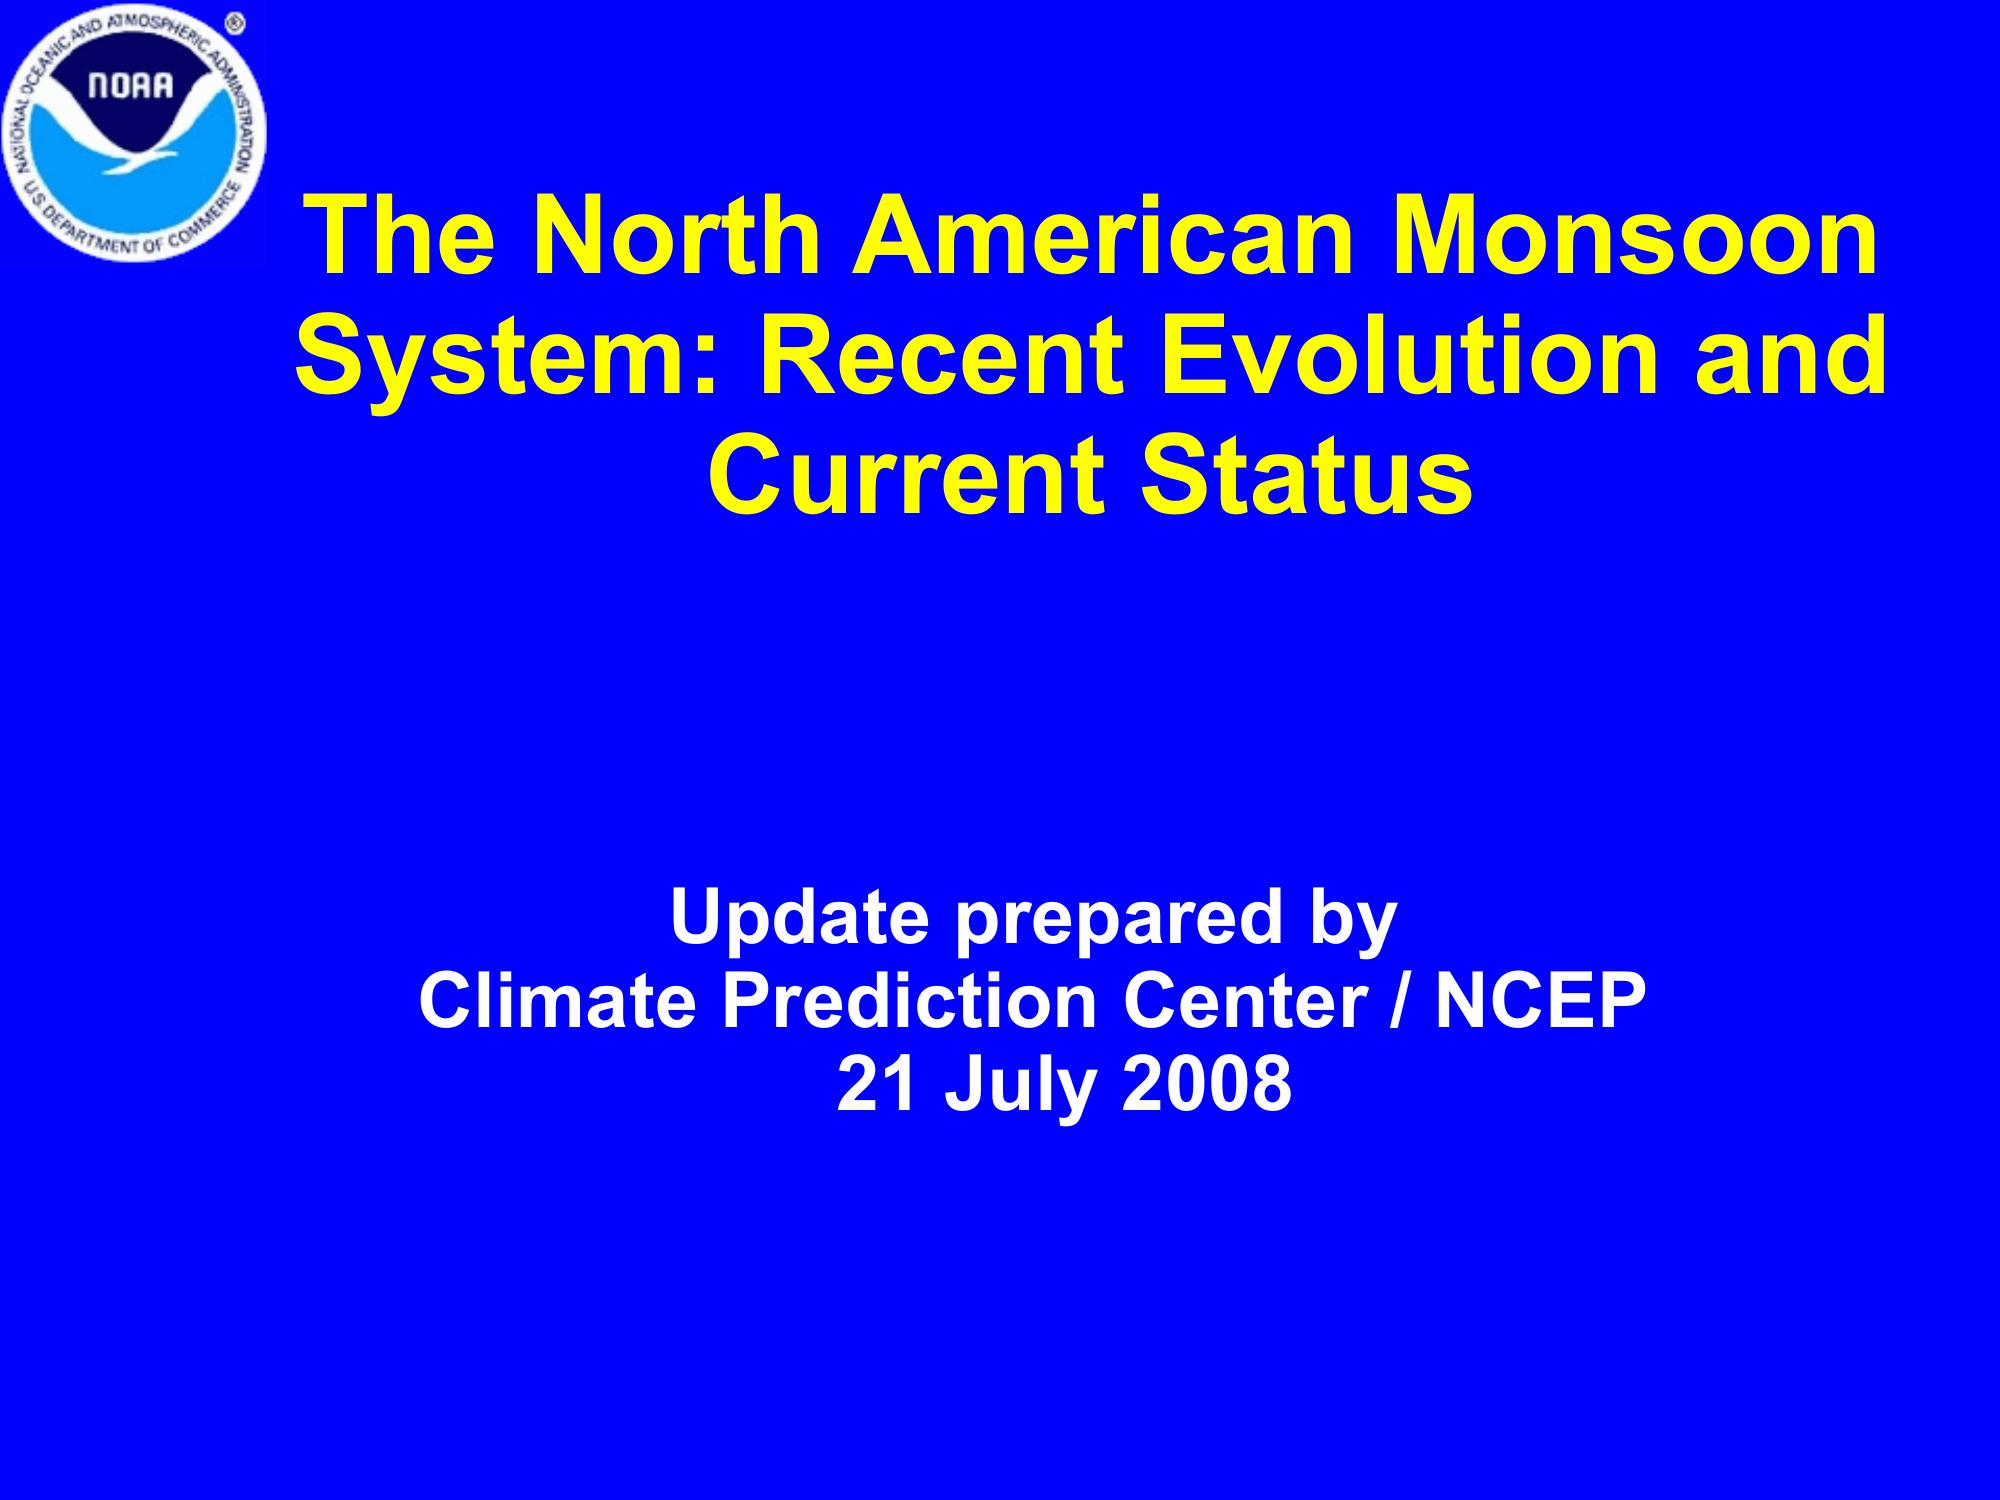 NATIONAL OCEANIC AND ATMOSPHERIC ADMINISTRATION
®
NOAA
U.S. DEPARTMENT OF COMMERCE
The North American Monsoon
System: Recent Evolution and
Current Status
Update prepared by
Climate Prediction Center / NCEP
21 July 2008